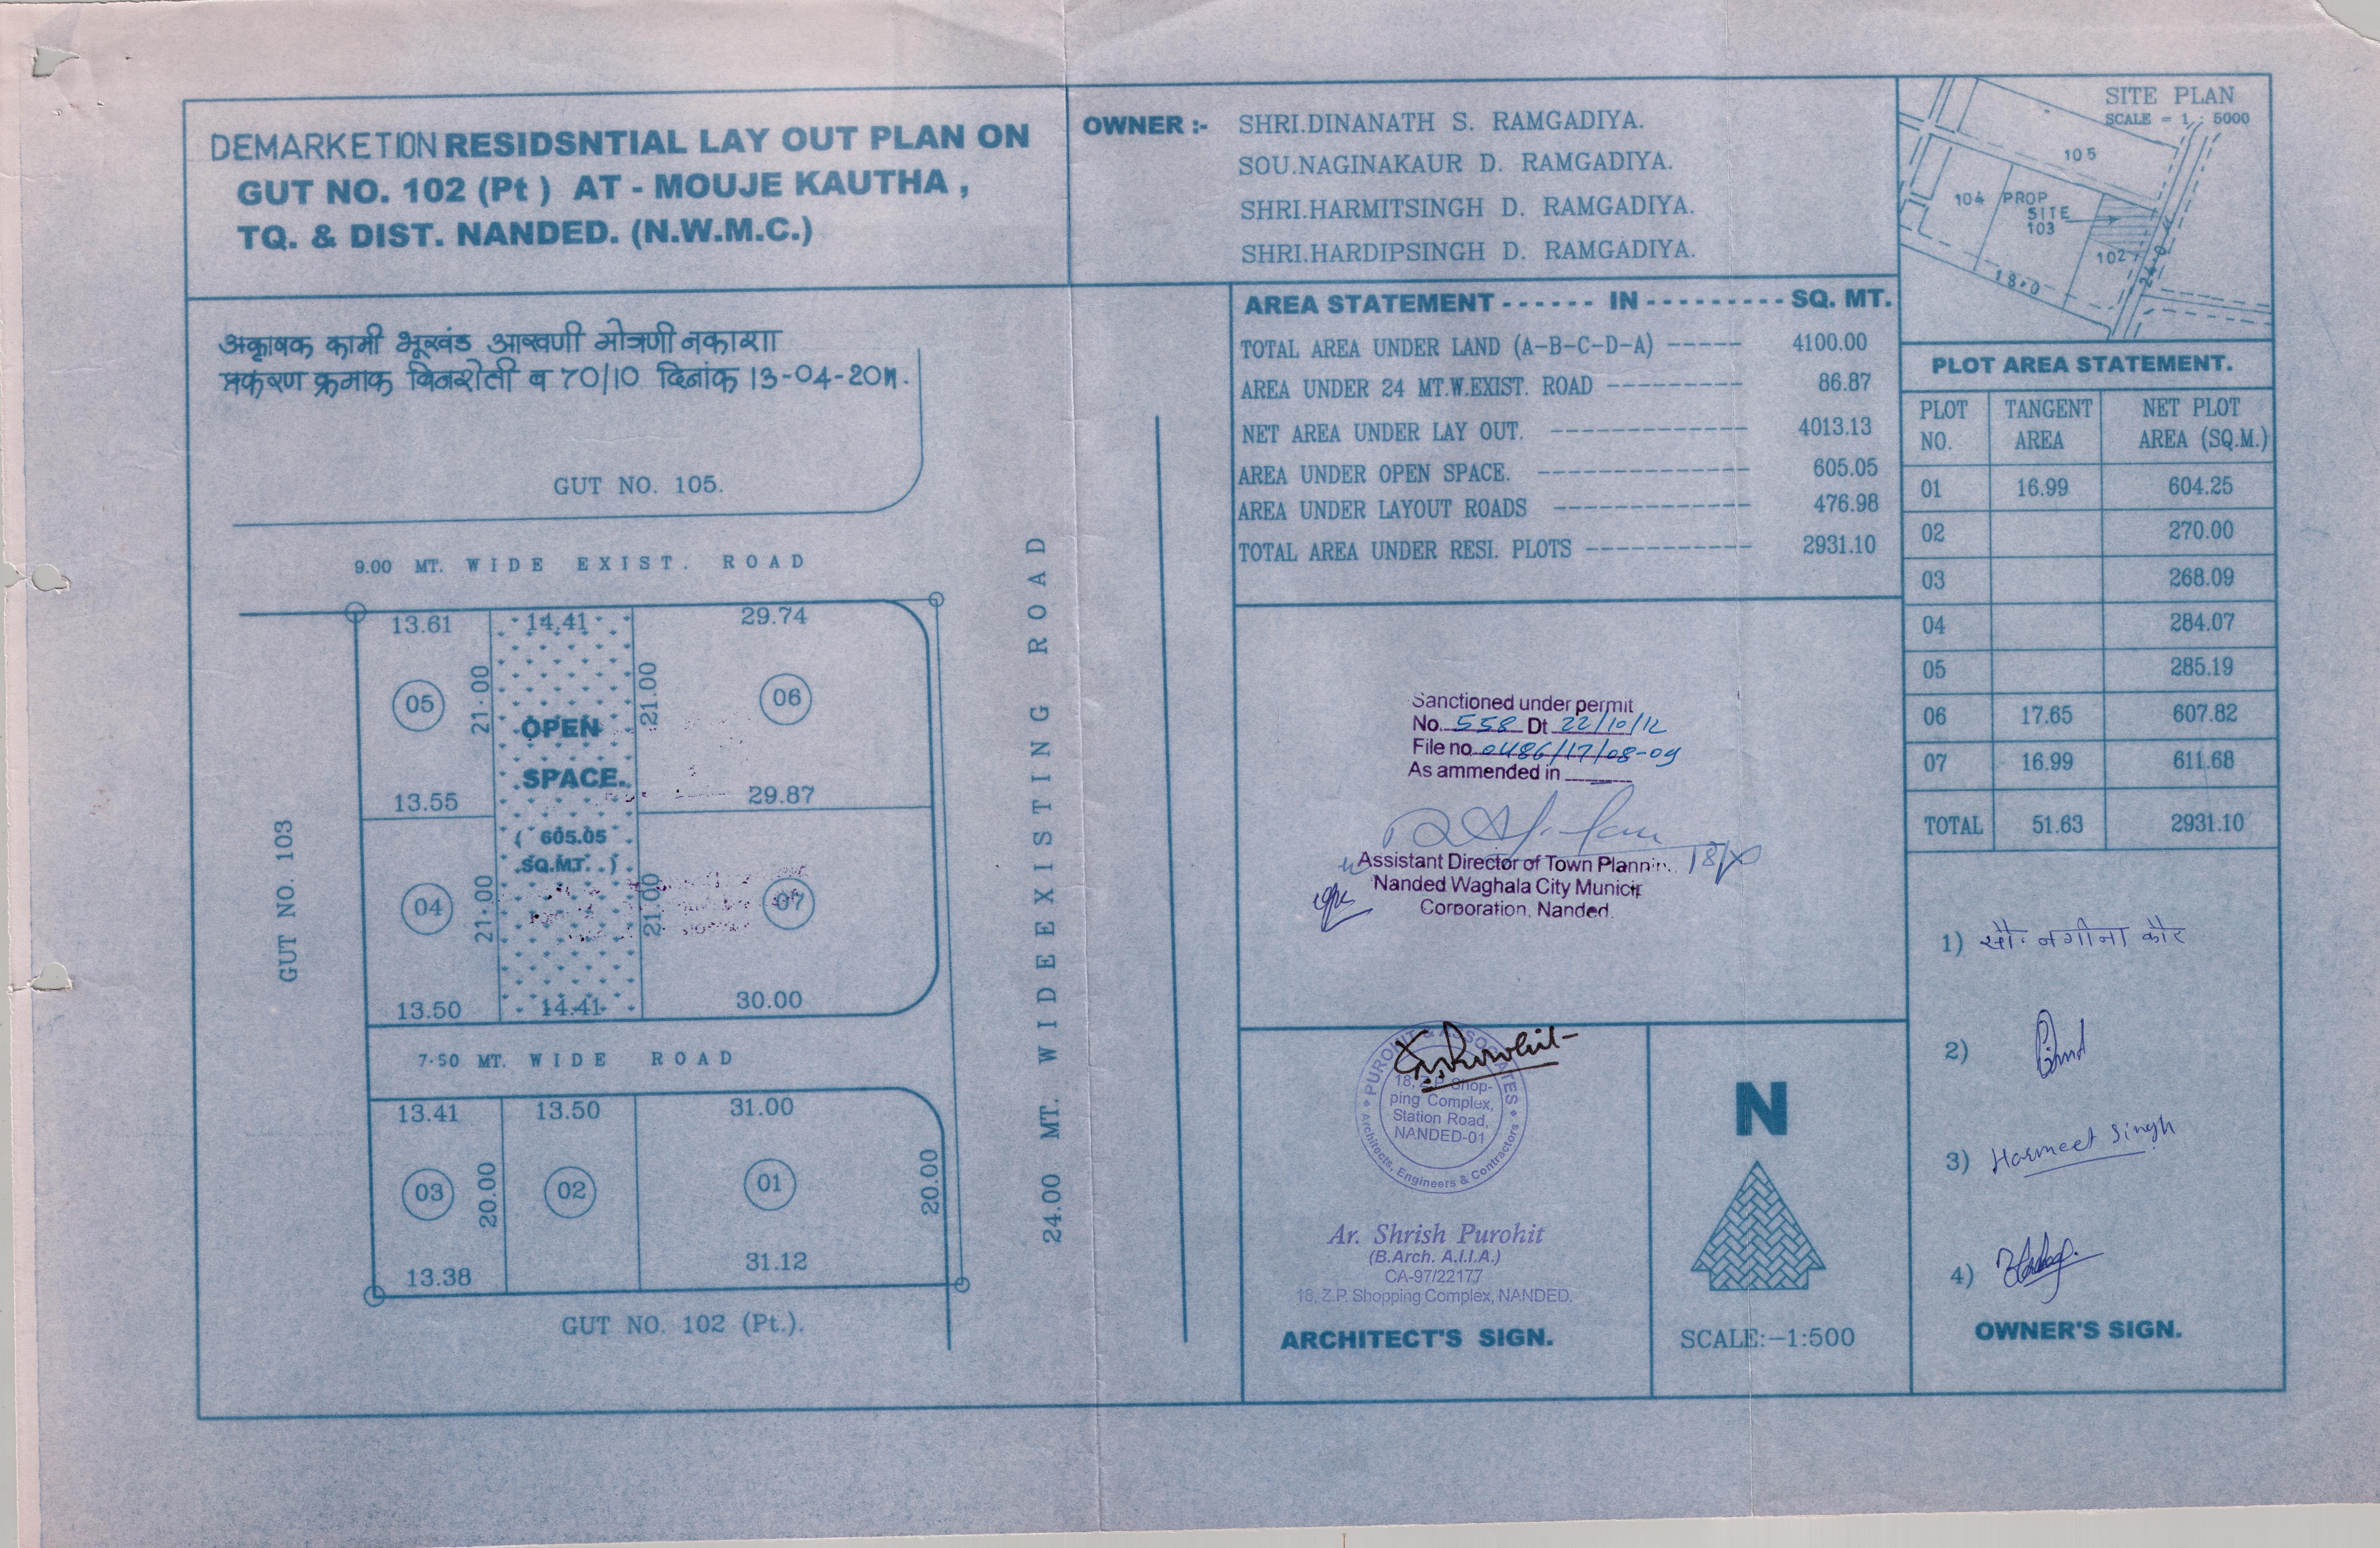 DEMARKETION RESIDSNTIAL LAY OUT PLAN ON
GUT NO. 102 (Pt ) AT - MOUJE KAUTHA ,
TQ. & DIST. NANDED. (N.W.M.C.)
OWNER :- SHRI.DINANATH S. RAMGADIYA.
SOU.NAGINAKAUR D. RAMGADIYA.
SHRI.HARMITSINGH D. RAMGADIYA.
SHRI.HARDIPSINGH D. RAMGADIYA.
SITE PLAN
SCALE = 1 : 5000
105
104 PROP
SITE
103
102
18.0
अकृषक कामी भूखंड आखणी मोजणी नकाशा
प्रकरण क्रमांक बिनशेती व 70/10 दिनांक 13-04-2011.
GUT NO. 105.
9.00 MT. WIDE EXIST. ROAD
13.61 14.41 29.74
05 21.00 21.00 06
OPEN
SPACE.
13.55 29.87
( 605.05
SQ.MT. )
04 21.00 21.00 07
13.50 14.41 30.00
7.50 MT. WIDE ROAD
13.41 13.50 31.00
03 20.00 02 01 20.00
13.38 31.12
GUT NO. 102 (Pt.).
GUT NO. 103
24.00 MT. WIDE EXISTING ROAD
AREA STATEMENT - - - - - - IN - - - - - - - - - SQ. MT.
TOTAL AREA UNDER LAND (A-B-C-D-A) ----- 4100.00
AREA UNDER 24 MT.W.EXIST. ROAD --------- 86.87
NET AREA UNDER LAY OUT. ------------- 4013.13
AREA UNDER OPEN SPACE. -------------- 605.05
AREA UNDER LAYOUT ROADS ------------- 476.98
TOTAL AREA UNDER RESI. PLOTS ----------- 2931.10
PLOT AREA STATEMENT.
PLOT TANGENT NET PLOT
NO. AREA AREA (SQ.M.)
01 16.99 604.25
02 270.00
03 268.09
04 284.07
05 285.19
06 17.65 607.82
07 16.99 611.68
TOTAL 51.63 2931.10
Sanctioned under permit
No. 558 Dt 22/10/12
File no 0486/17/08-09
As ammended in
Assistant Director of Town Plannin
Nanded Waghala City Munici
Corporation, Nanded.
PUROHIT & ASSOCIATES
18, Z.P. Shop-
ping Complex,
Station Road,
NANDED-01
Architects, Engineers & Contractors
Ar. Shrish Purohit
(B.Arch. A.I.I.A.)
CA-97/22177
18, Z.P. Shopping Complex, NANDED.
ARCHITECT'S SIGN.
N
SCALE:-1:500
1) सौ. नगीना कौर
2)
3) Harmeet Singh
4)
OWNER'S SIGN.